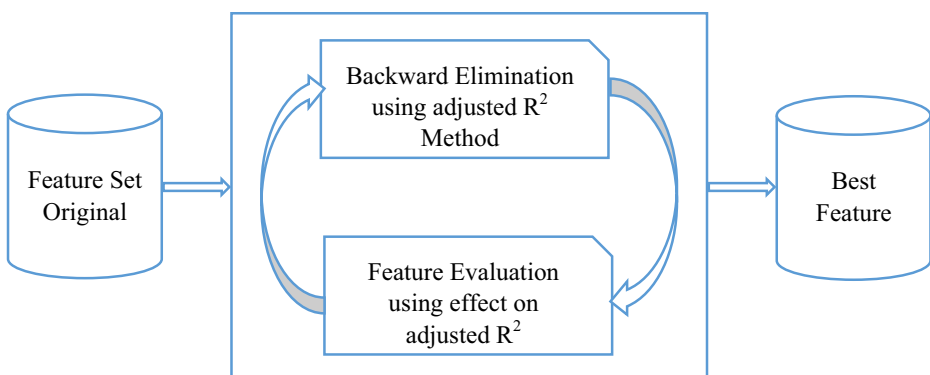 Feature Set
Original
Backward Elimination
using adjusted R²
Method
Feature Evaluation
using effect on
adjusted R²
Best
Feature